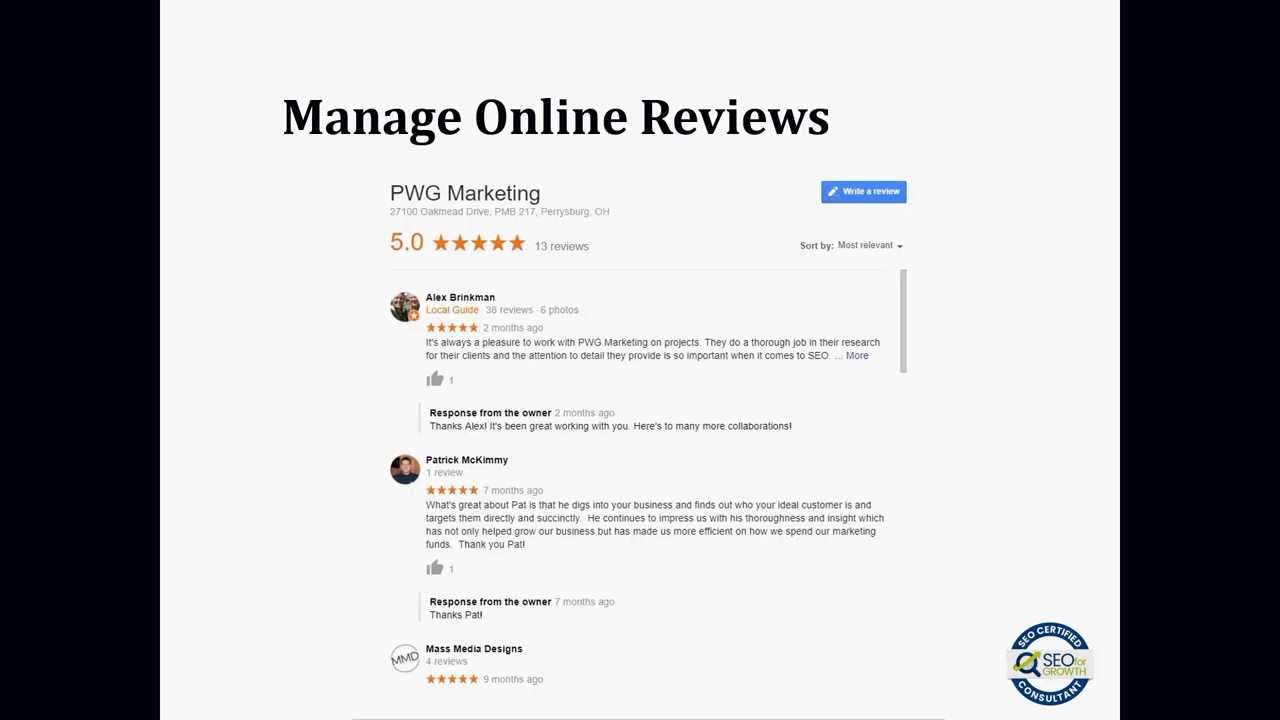 Manage Online Reviews
PWG Marketing
Write a review
27100 Oakmead Drive, PMB 217, Perrysburg, OH
5.0 13 reviews
Sort by: Most relevant
Alex Brinkman
Local Guide 38 reviews · 6 photos
2 months ago
It's always a pleasure to work with PWG Marketing on projects. They do a thorough job in their research
for their clients and the attention to detail they provide is so important when it comes to SEO. ... More
1
Response from the owner 2 months ago
Thanks Alex! It's been great working with you. Here's to many more collaborations!
Patrick McKimmy
1 review
7 months ago
What's great about Pat is that he digs into your business and finds out who your ideal customer is and
targets them directly and succinctly. He continues to impress us with his thoroughness and insight which
has not only helped grow our business but has made us more efficient on how we spend our marketing
funds. Thank you Pat!
1
Response from the owner 7 months ago
Thanks Pat!
MMD
Mass Media Designs
4 reviews
9 months ago
SEO CERTIFIED
SEO for
GROWTH
CONSULTANT